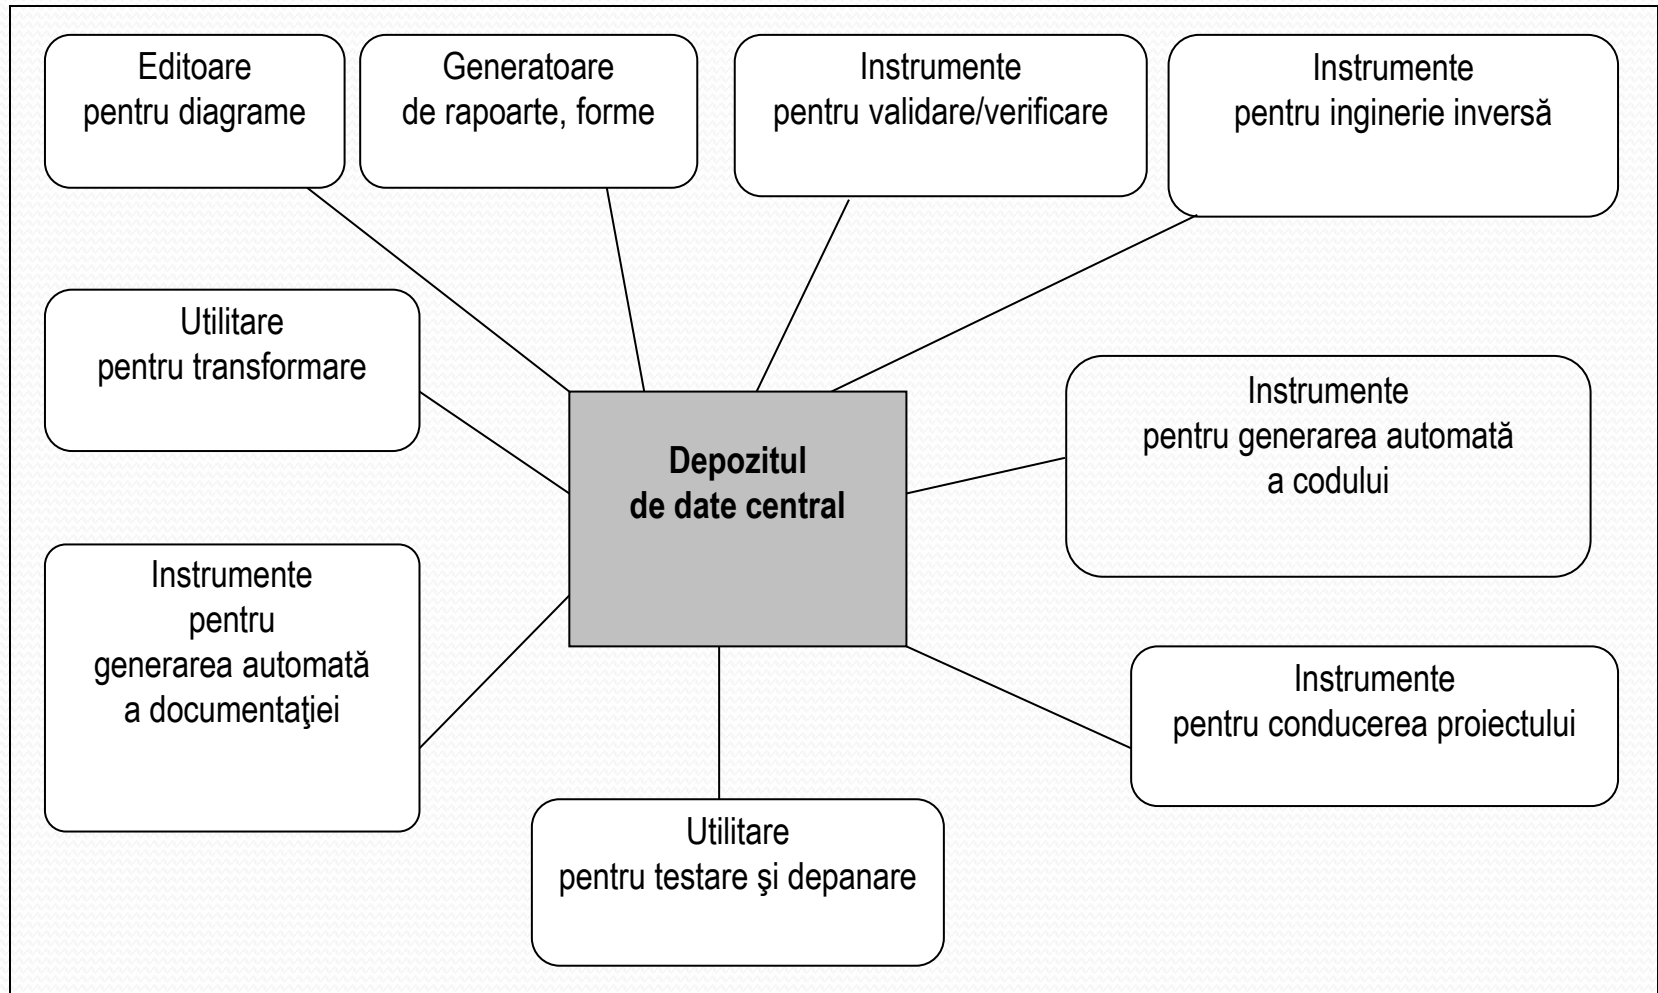 Editoare
pentru diagrame
Generatoare
de rapoarte, forme
Instrumente
pentru validare/verificare
Instrumente
pentru inginerie inversă
Utilitare
pentru transformare
Instrumente
pentru generarea automată
a codului
Depozitul
de date central
Instrumente
pentru
generarea automată
a documentaţiei
Instrumente
pentru conducerea proiectului
Utilitare
pentru testare şi depanare